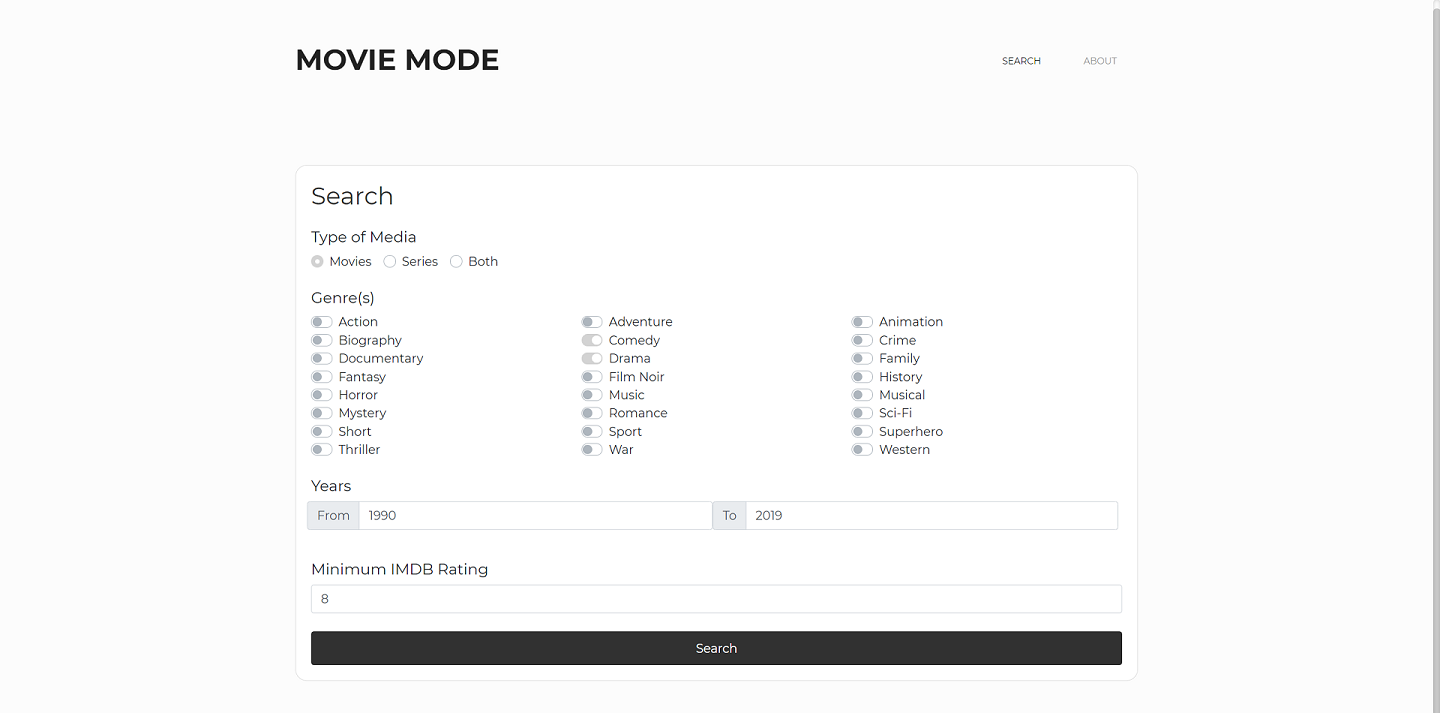 MOVIE MODE
SEARCH ABOUT
Search
Type of Media
Movies Series Both
Genre(s)
Action Adventure Animation
Biography Comedy Crime
Documentary Drama Family
Fantasy Film Noir History
Horror Music Musical
Mystery Romance Sci-Fi
Short Sport Superhero
Thriller War Western
Years
From 1990 To 2019
Minimum IMDB Rating
8
Search